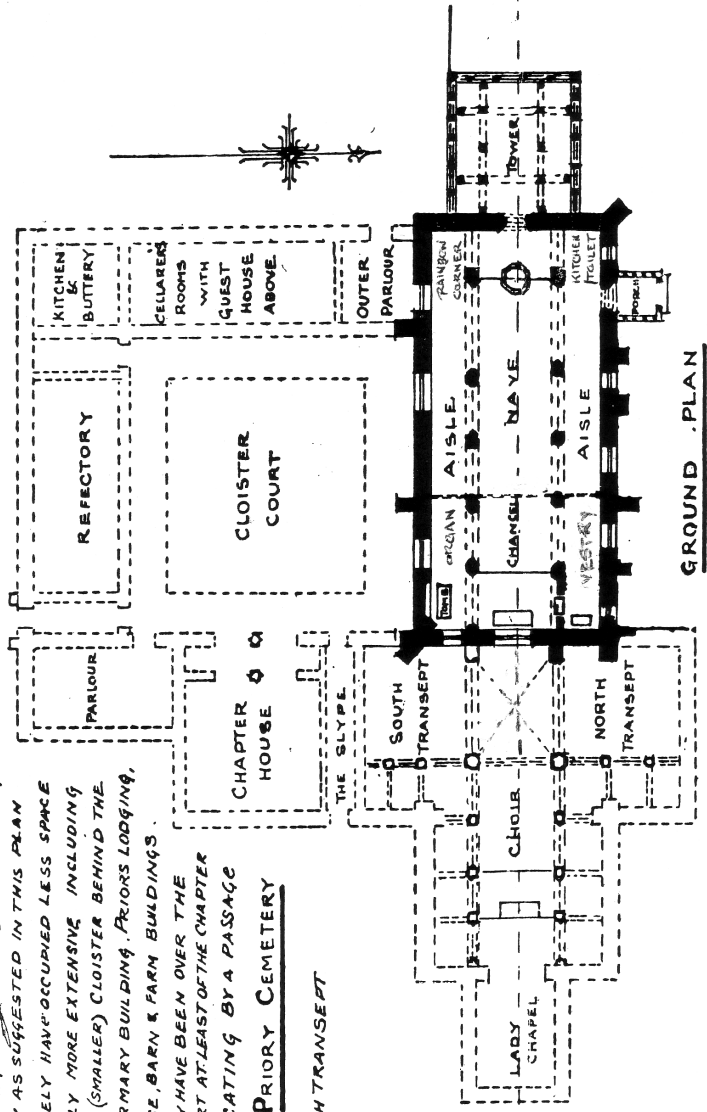 AS SUGGESTED IN THIS PLAN
ELY HAVE OCCUPIED LESS SPACE
LY MORE EXTENSIVE, INCLUDING
(SMALLER) CLOISTER BEHIND THE
RMARY BUILDING, PRIORS LODGING,
E, BARN & FARM BUILDINGS.
Y HAVE BEEN OVER THE
RT AT LEAST OF THE CHAPTER
CATING BY A PASSAGE
PRIORY CEMETERY
H TRANSEPT
KITCHEN
&
BUTTERY
CELLARER'S
ROOMS
WITH
GUEST
HOUSE
ABOVE
OUTER
PARLOUR
REFECTORY
CLOISTER
COURT
PARLOUR
CHAPTER
HOUSE
THE SLYPE
TOWER
RAINBOW
CORNER
KITCHEN
TOILET
PORCH
AISLE
NAVE
AISLE
ORGAN
CHANCEL
VESTRY
TOMB
SOUTH
TRANSEPT
NORTH
TRANSEPT
CHOIR
LADY
CHAPEL
GROUND . PLAN